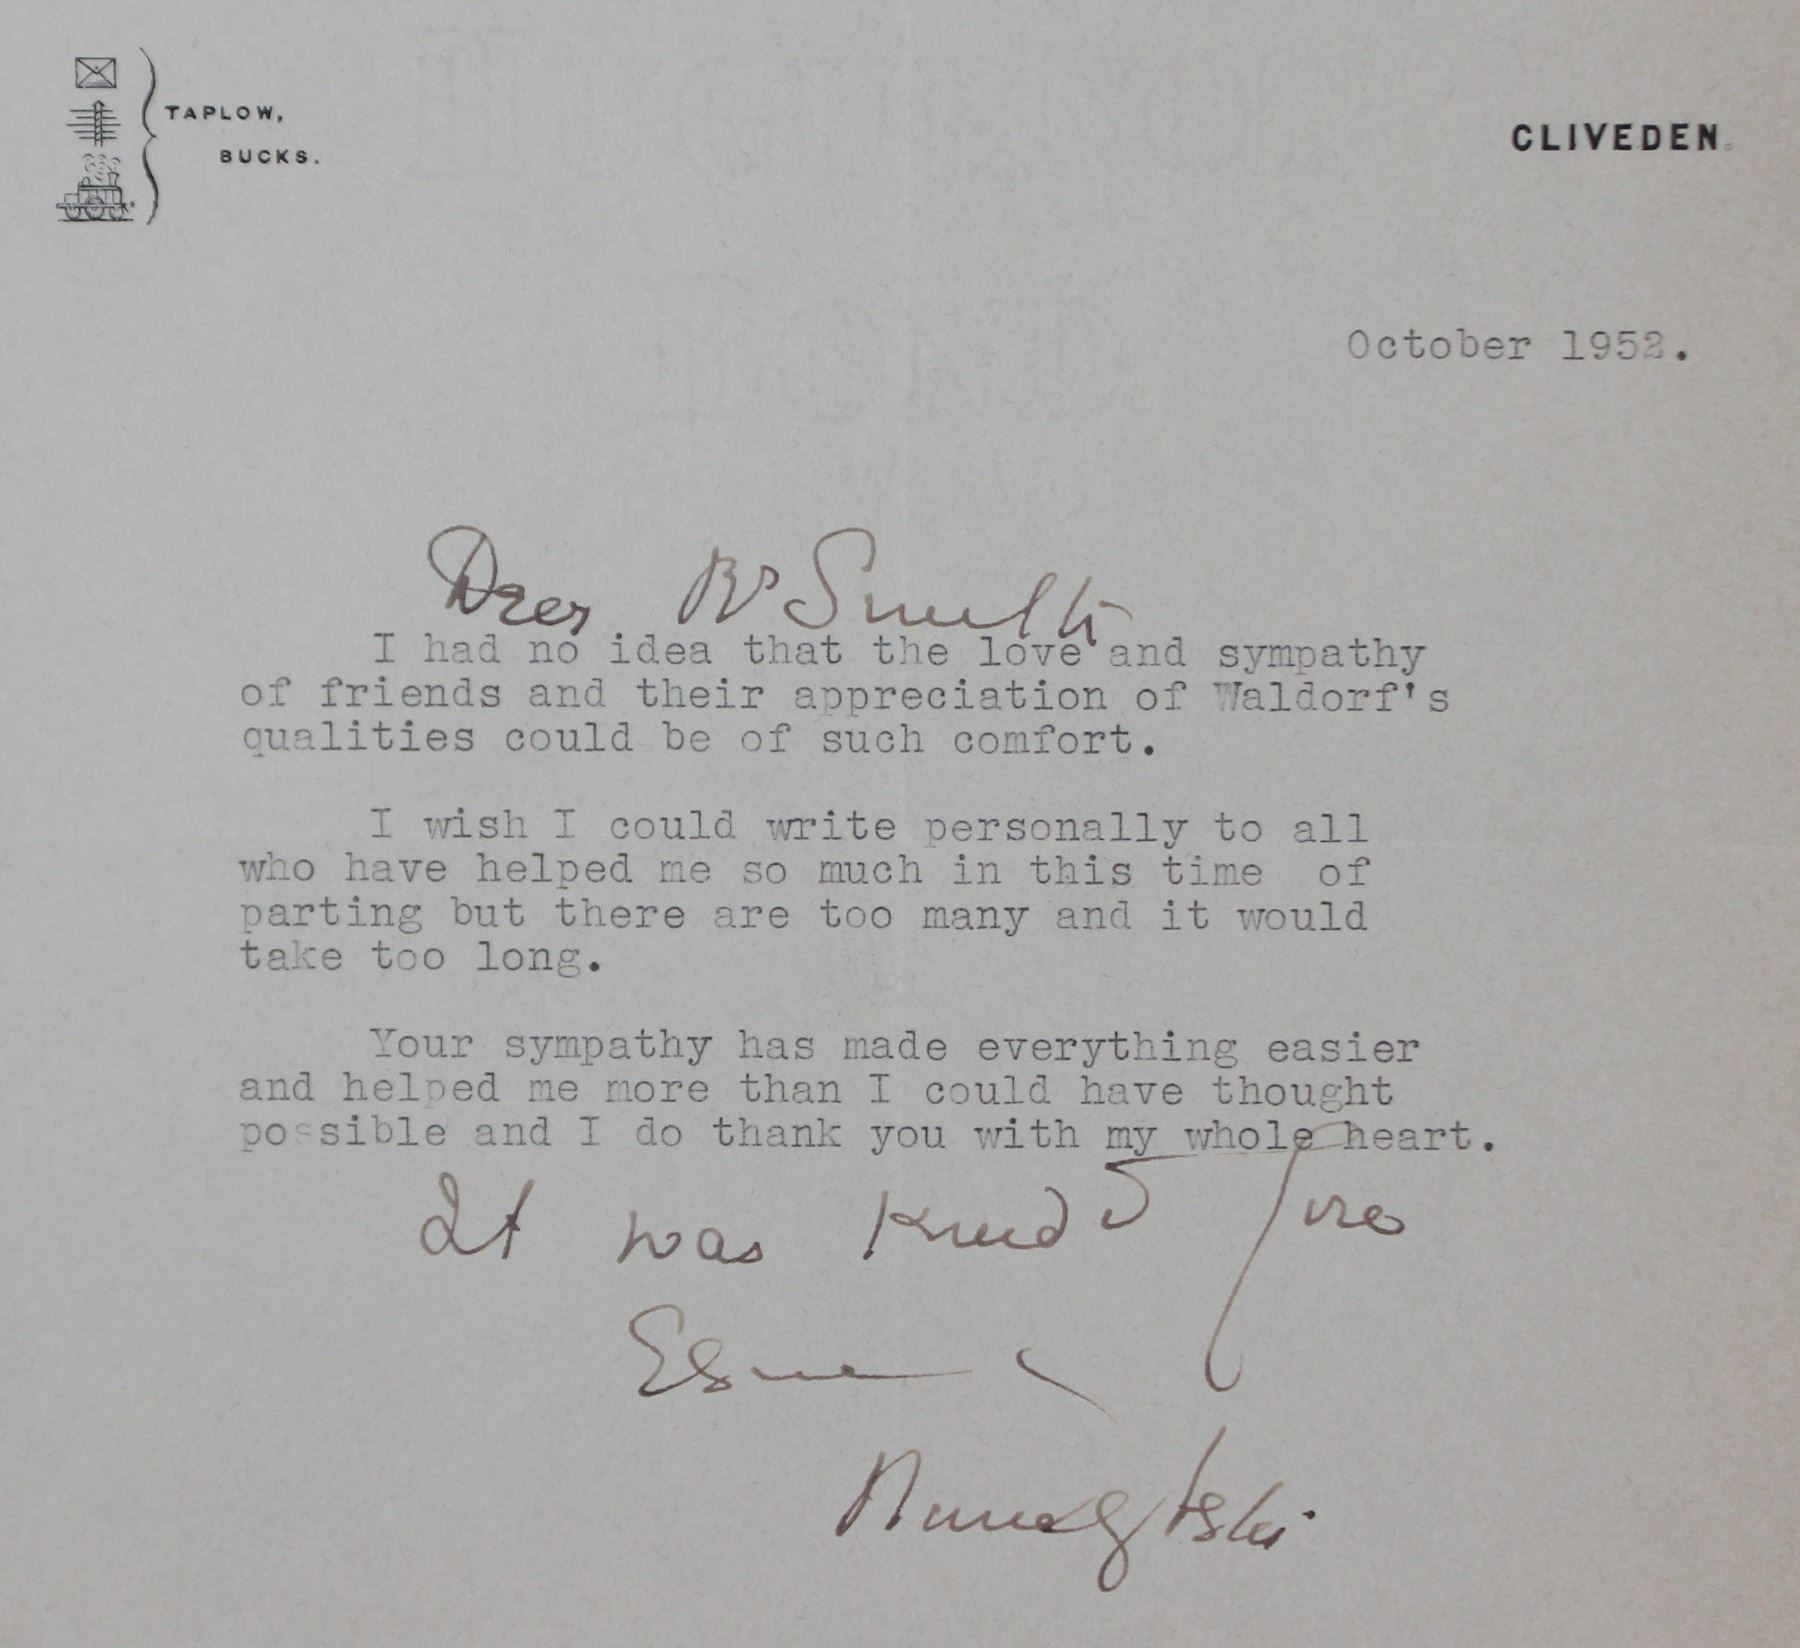 TAPLOW,
BUCKS.
CLIVEDEN.
October 1952.
Dear Mr Smith
I had no idea that the love and sympathy
of friends and their appreciation of Waldorf's
qualities could be of such comfort.
I wish I could write personally to all
who have helped me so much in this time of
parting but there are too many and it would
take too long.
Your sympathy has made everything easier
and helped me more than I could have thought
possible and I do thank you with my whole heart.
It was kind of
Nancy Astor